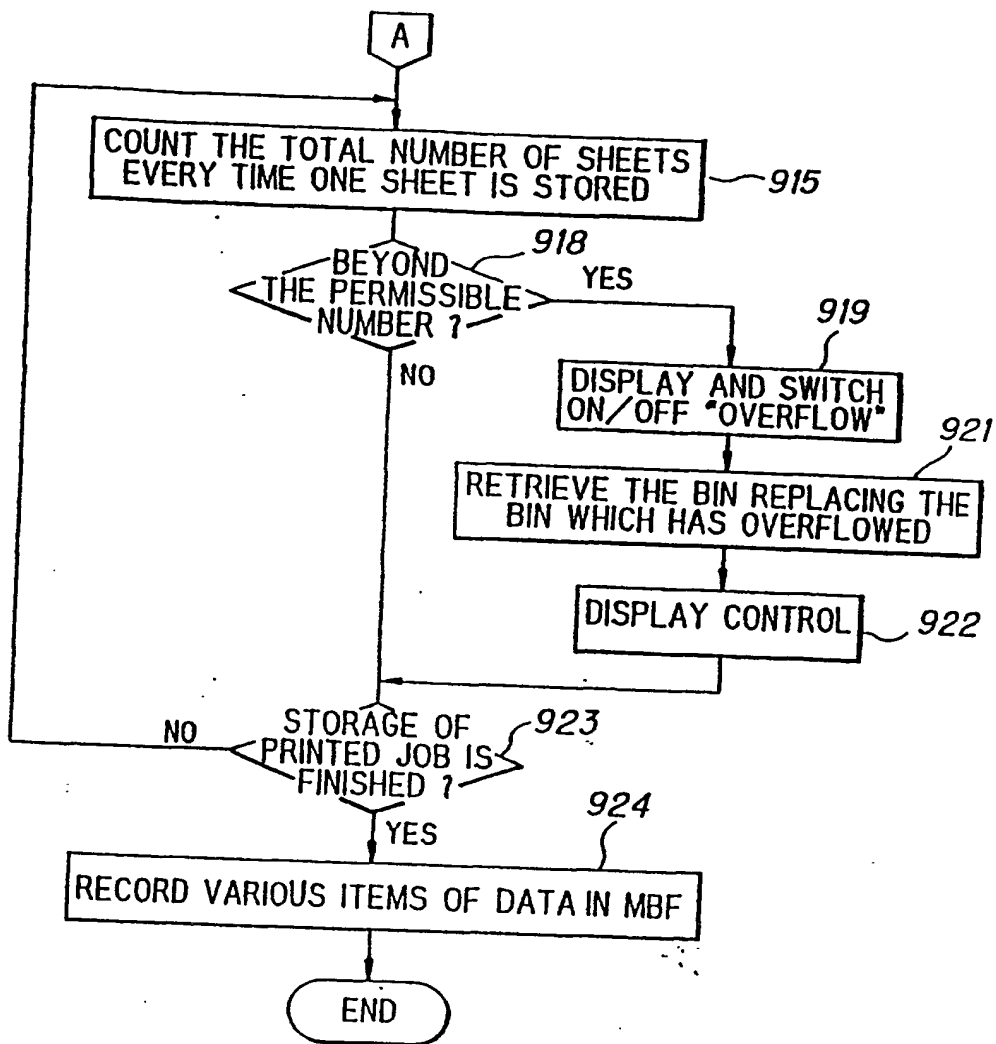 A
COUNT THE TOTAL NUMBER OF SHEETS
EVERY TIME ONE SHEET IS STORED
915
918
BEYOND
THE PERMISSIBLE
NUMBER ?
YES
NO
919
DISPLAY AND SWITCH
ON/OFF "OVERFLOW"
921
RETRIEVE THE BIN REPLACING THE
BIN WHICH HAS OVERFLOWED
DISPLAY CONTROL
922
STORAGE OF
PRINTED JOB IS
FINISHED ?
923
NO
YES
924
RECORD VARIOUS ITEMS OF DATA IN MBF
END